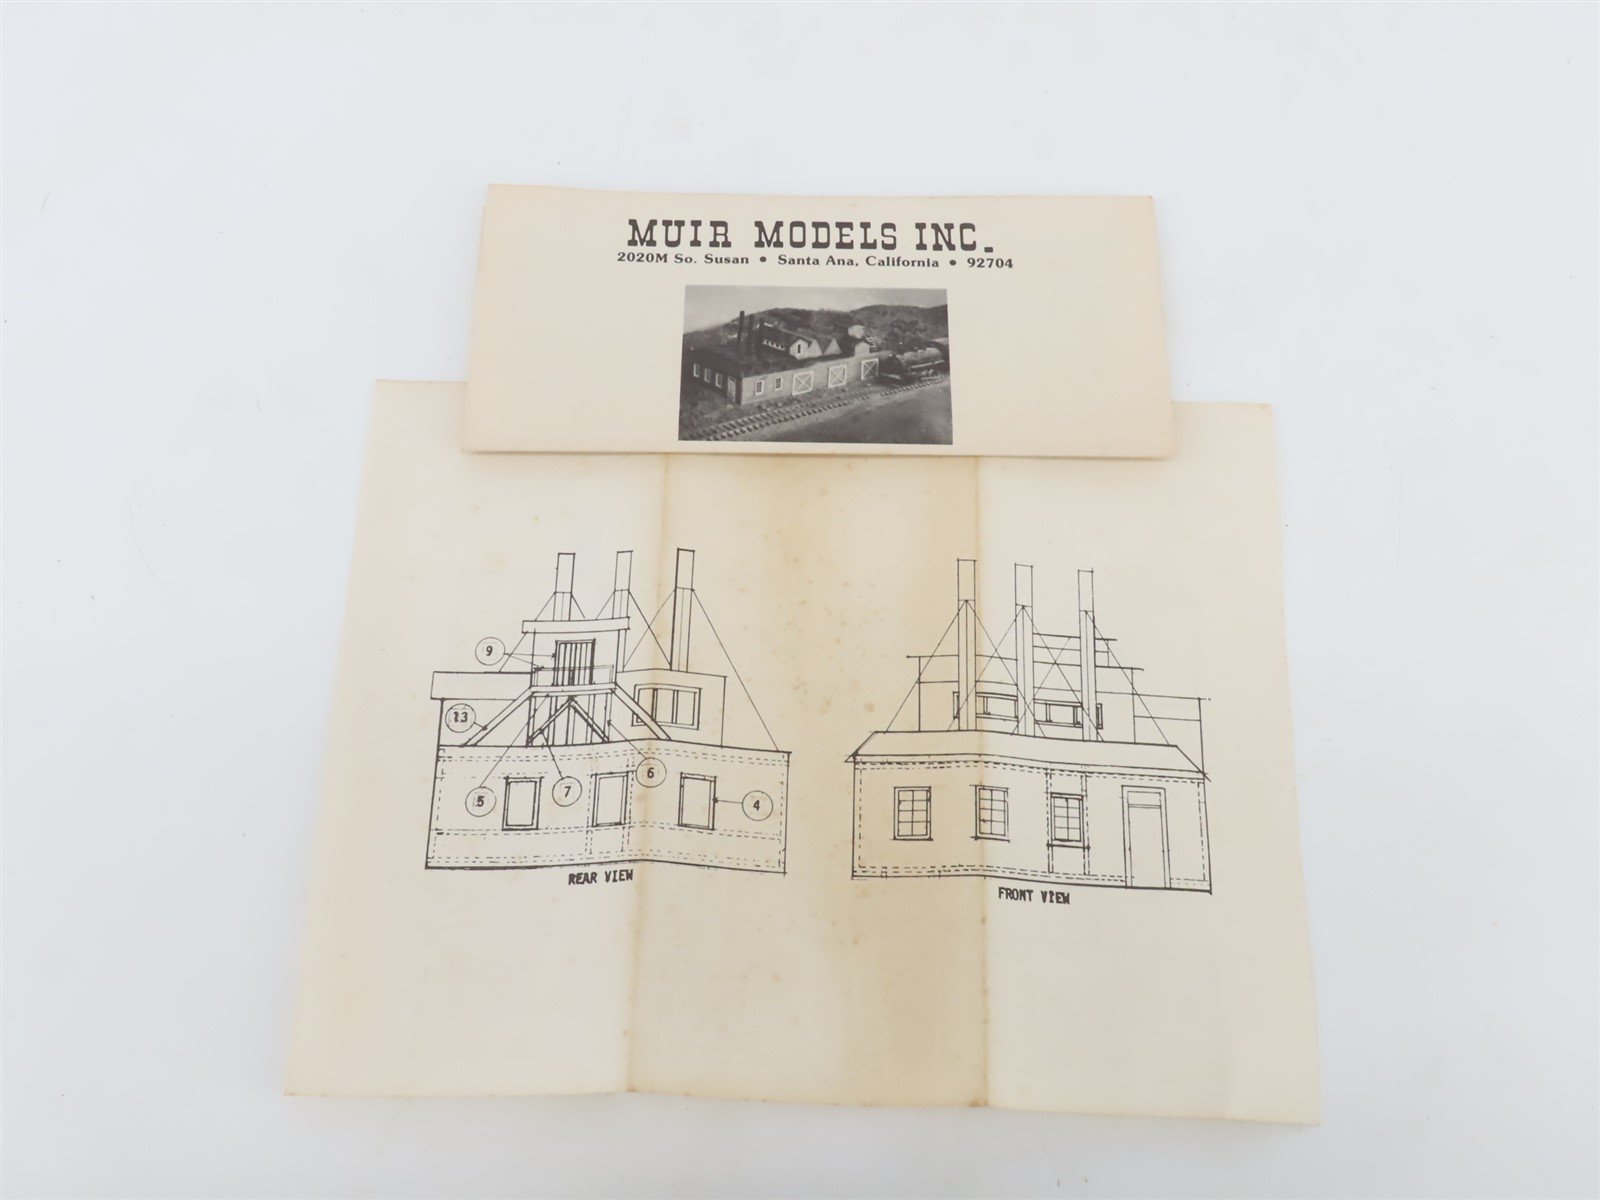 MUIR MODELS INC.
2020M So. Susan • Santa Ana, California • 92704
9
13
5
7
6
4
REAR VIEW
FRONT VIEW